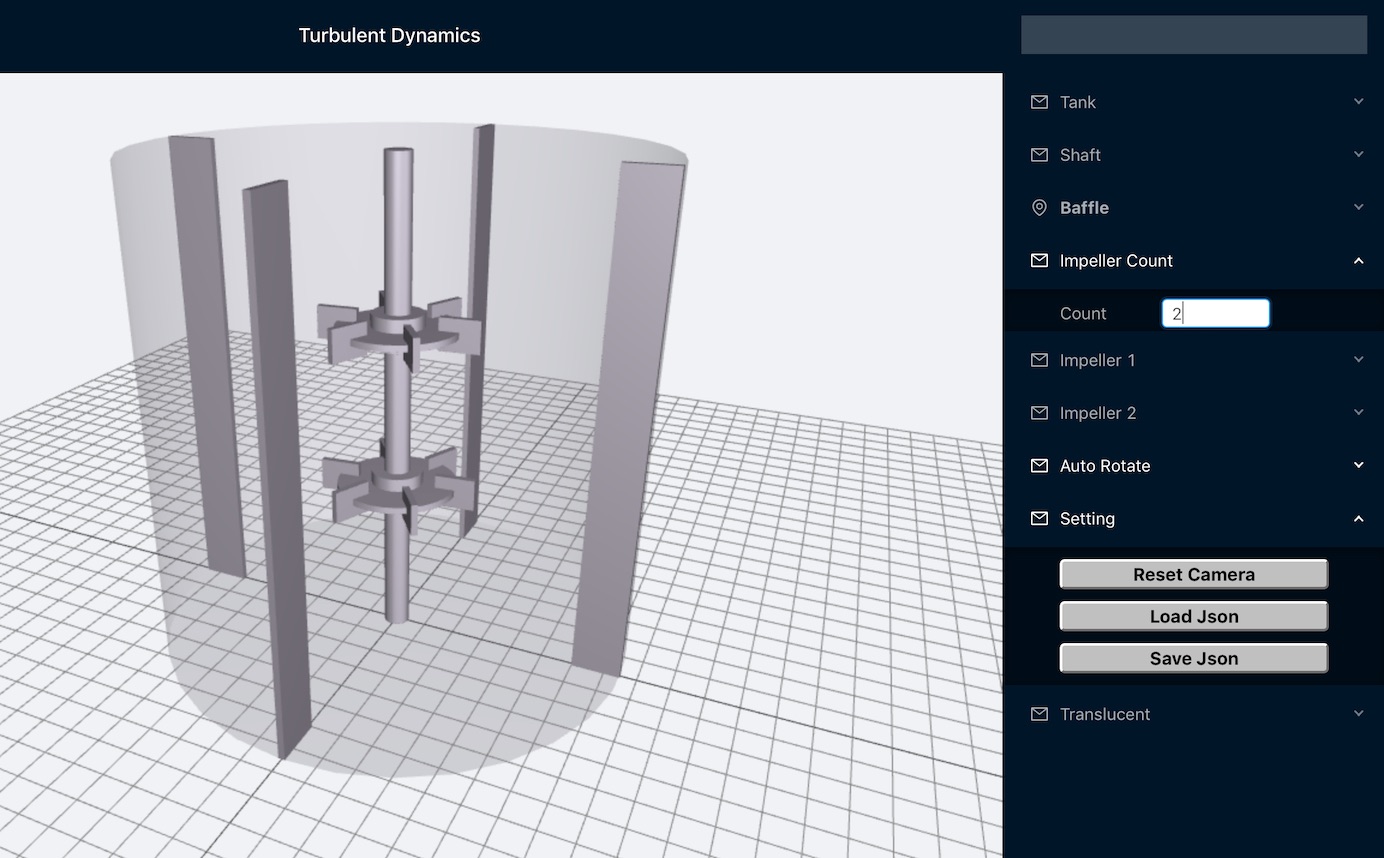 Turbulent Dynamics
Tank
Shaft
Baffle
Impeller Count
Count 2
Impeller 1
Impeller 2
Auto Rotate
Setting
Reset Camera
Load Json
Save Json
Translucent